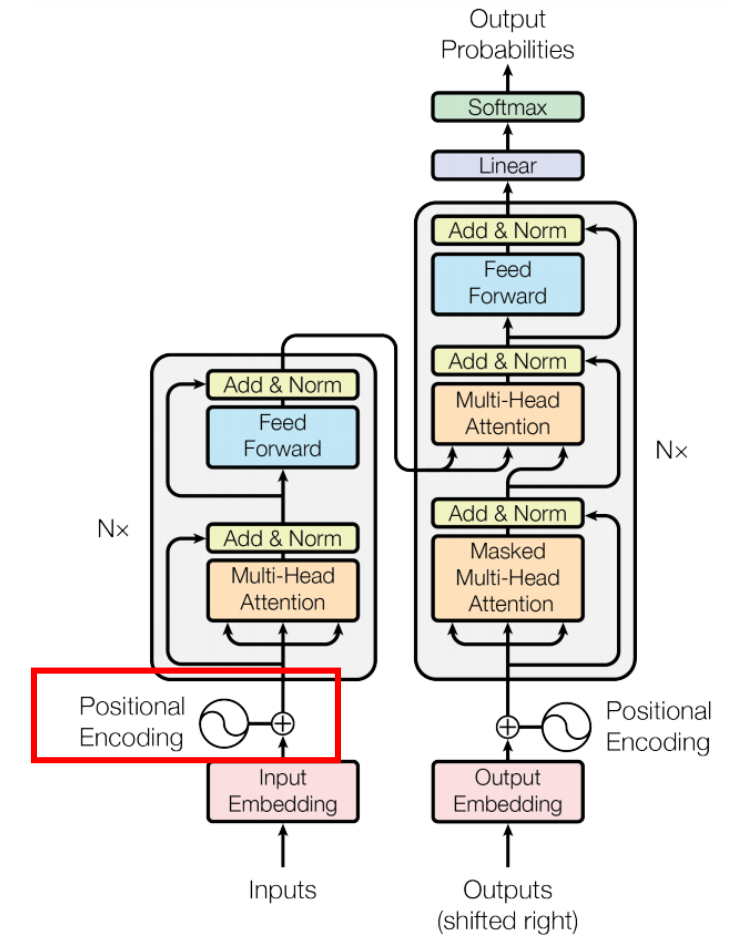 Output
Probabilities
Softmax
Linear
Add & Norm
Feed
Forward
Add & Norm
Multi-Head
Attention
Nx
Add & Norm
Masked
Multi-Head
Attention
Add & Norm
Feed
Forward
Nx
Add & Norm
Multi-Head
Attention
Positional
Encoding
Positional
Encoding
Input
Embedding
Output
Embedding
Inputs
Outputs
(shifted right)